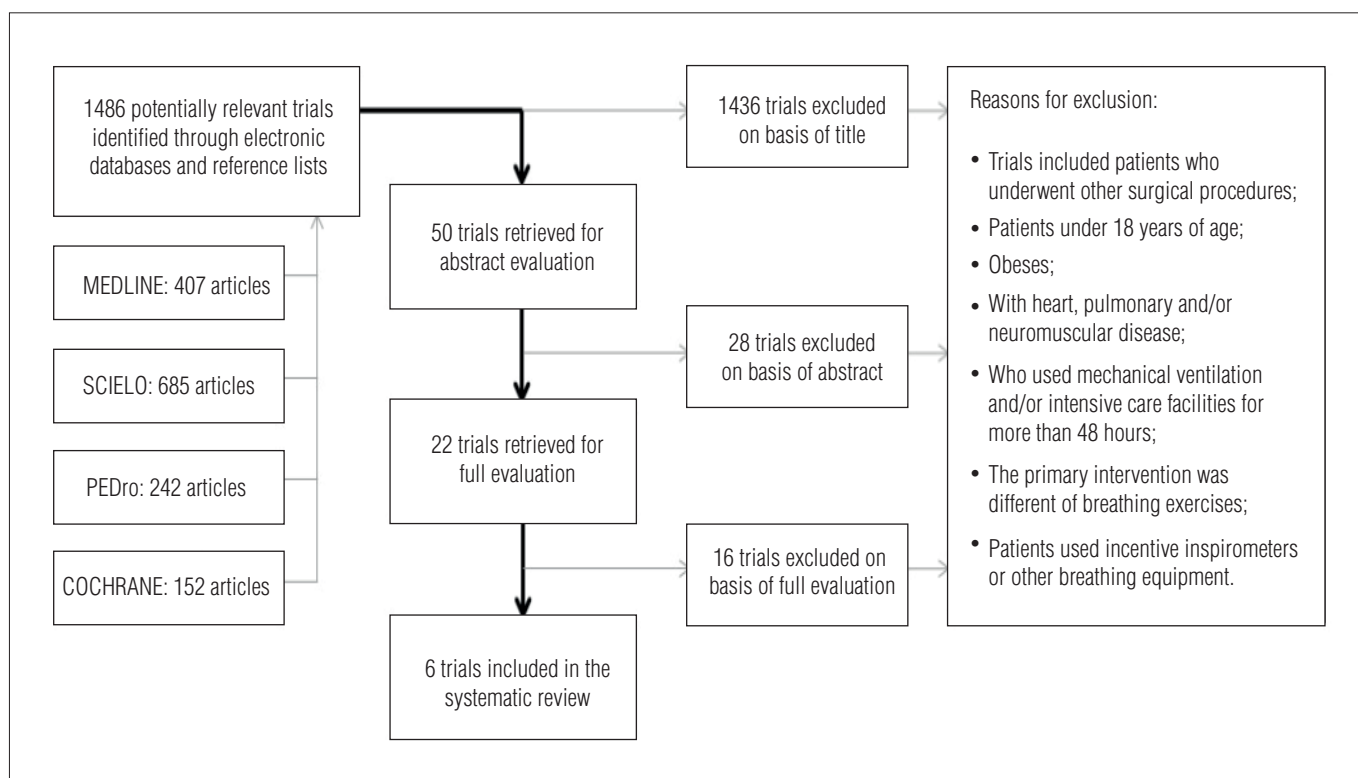 1486 potentially relevant trials
identified through electronic
databases and reference lists
MEDLINE: 407 articles
SCIELO: 685 articles
PEDro: 242 articles
COCHRANE: 152 articles
50 trials retrieved for
abstract evaluation
22 trials retrieved for
full evaluation
6 trials included in the
systematic review
1436 trials excluded
on basis of title
28 trials excluded
on basis of abstract
16 trials excluded on
basis of full evaluation
Reasons for exclusion:
• Trials included patients who
underwent other surgical procedures;
• Patients under 18 years of age;
• Obeses;
• With heart, pulmonary and/or
neuromuscular disease;
• Who used mechanical ventilation
and/or intensive care facilities for
more than 48 hours;
• The primary intervention was
different of breathing exercises;
• Patients used incentive inspirometers
or other breathing equipment.